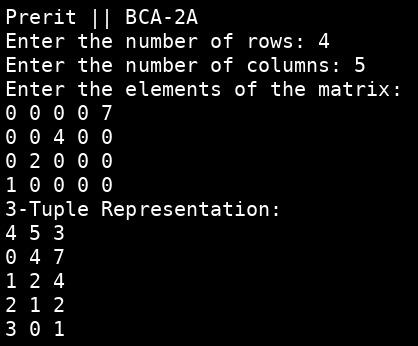 Prerit || BCA-2A
Enter the number of rows: 4
Enter the number of columns: 5
Enter the elements of the matrix:
0 0 0 0 7
0 0 4 0 0
0 2 0 0 0
1 0 0 0 0
3-Tuple Representation:
4 5 3
0 4 7
1 2 4
2 1 2
3 0 1